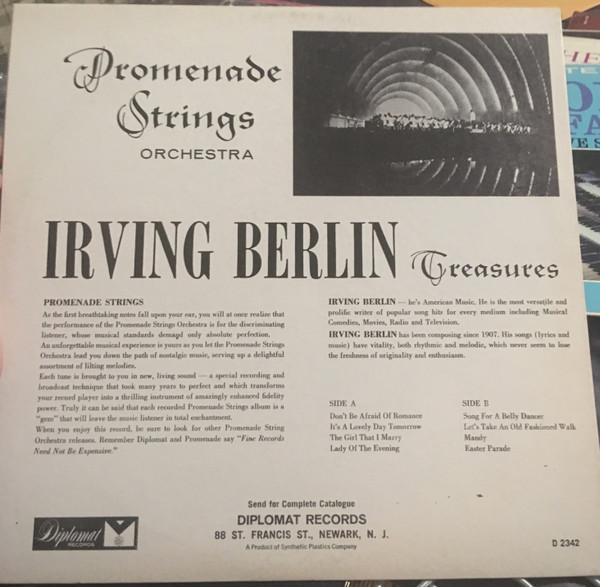 Promenade
Strings
ORCHESTRA
IRVING BERLIN Treasures
PROMENADE STRINGS
As the first breathtaking notes fall upon your ear, you will at once realize that
the performance of the Promenade Strings Orchestra is for the discriminating
listener, whose musical standards demand only absolute perfection.
An unforgettable musical experience is yours as you let the Promenade Strings
Orchestra lead you down the path of nostalgic music, serving up a delightful
assortment of lilting melodies.
Each tune is brought to you in new, living sound — a special recording and
broadcast technique that took many years to perfect and which transforms
your record player into a thrilling instrument of amazingly enhanced fidelity
power. Truly it can be said that each recorded Promenade Strings album is a
"gem" that will leave the music listener in total enchantment.
When you enjoy this record, be sure to look for other Promenade String
Orchestra releases. Remember Diplomat and Promenade say "Fine Records
Need Not Be Expensive."
IRVING BERLIN — he's American Music. He is the most versatile and
prolific writer of popular song hits for every medium including Musical
Comedies, Movies, Radio and Television.
IRVING BERLIN has been composing since 1907. His songs (lyrics and
music) have vitality, both rhythmic and melodic, which never seem to lose
the freshness of originality and enthusiasm.
SIDE A
Don't Be Afraid Of Romance
It's A Lovely Day Tomorrow
The Girl That I Marry
Lady Of The Evening
SIDE B
Song For A Belly Dancer
Let's Take An Old Fashioned Walk
Mandy
Easter Parade
Send for Complete Catalogue
DIPLOMAT RECORDS
88 ST. FRANCIS ST., NEWARK, N. J.
A Product of Synthetic Plastics Company
Diplomat
RECORDS
D 2342